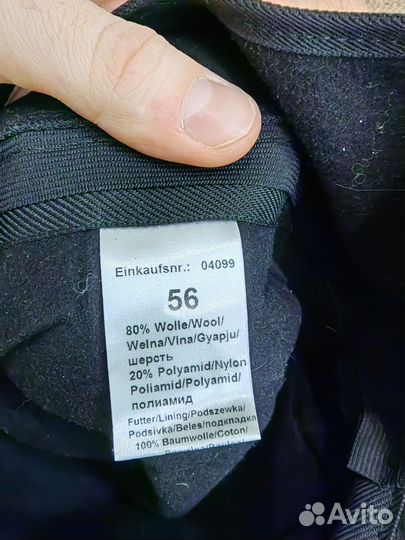 Einkaufsnr.: 04099
56
80% Wolle/Wool/
Welna/Vlna/Gyapju/
шерсть
20% Polyamid/Nylon
Poliamid/Polyamid/
полиамид
Futter/Lining/Podszewka/
Podsivka/Beles/подкладка
100% Baumwolle/Coton/
Avito